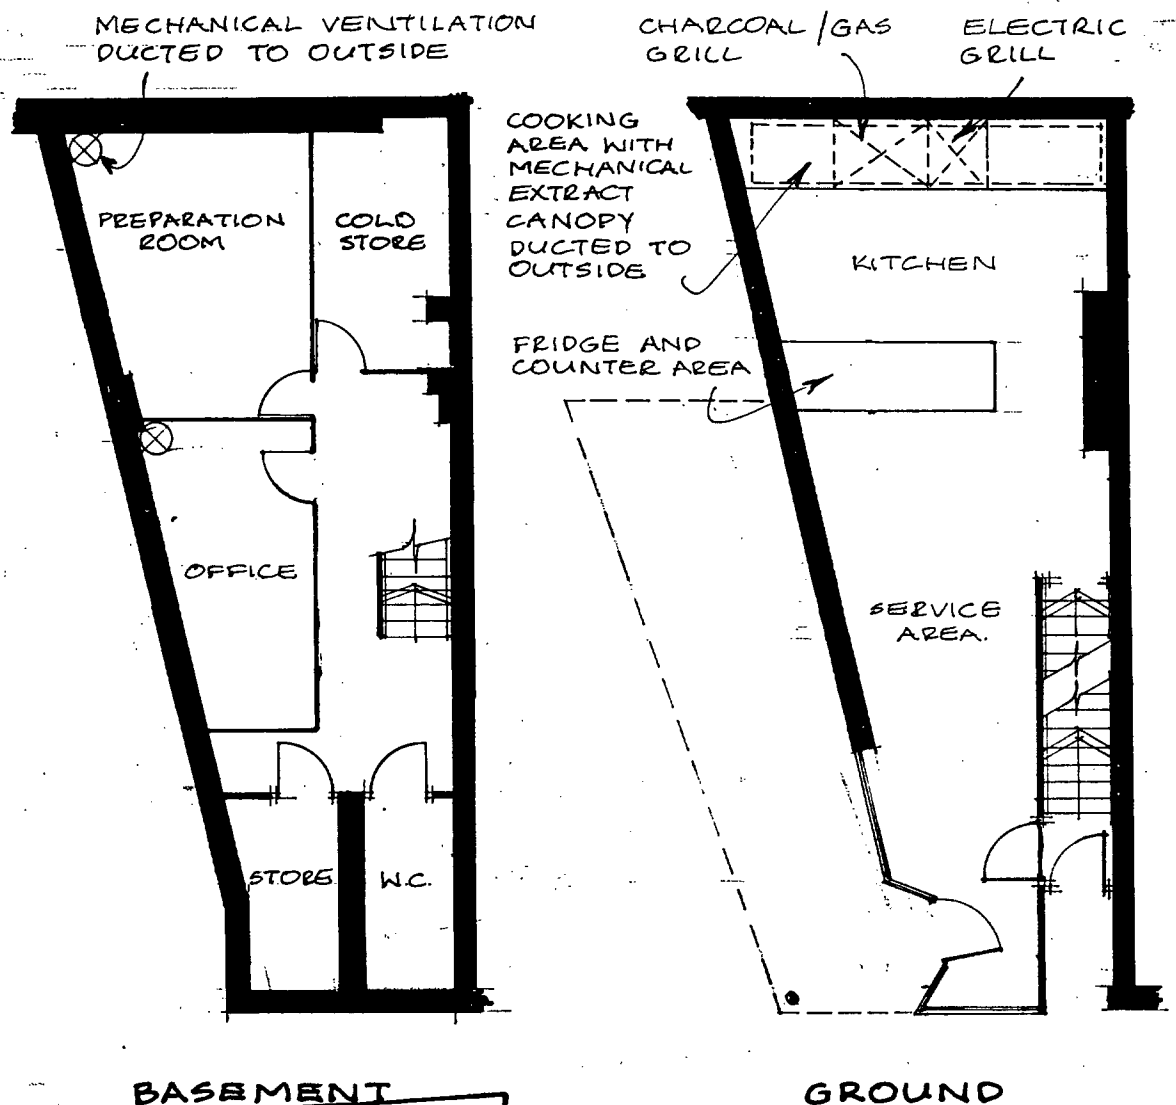 MECHANICAL VENTILATION
DUCTED TO OUTSIDE
CHARCOAL/GAS
GRILL
ELECTRIC
GRILL
COOKING
AREA WITH
MECHANICAL
EXTRACT
CANOPY
DUCTED TO
OUTSIDE
PREPARATION
ROOM
COLD
STORE
KITCHEN
FRIDGE AND
COUNTER AREA
OFFICE
SERVICE
AREA.
STORE
W.C.
BASEMENT
GROUND